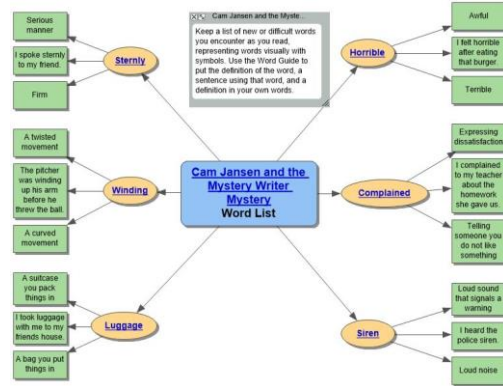 Cam Jansen and the Myste...
Keep a list of new or difficult words
you encounter as you read,
representing words visually with
symbols. Use the Word Guide to
put the definition of the word, a
sentence using that word, and a
definition in your own words.
Serious
manner
I spoke sternly
to my friend.
Firm
Sternly
A twisted
movement
The pitcher
was winding
up his arm
before he
threw the ball.
A curved
movement
Winding
A suitcase
you pack
things in
I took luggage
with me to my
friends house.
A bag you put
things in
Luggage
Cam Jansen and the
Mystery Writer
Mystery
Word List
Horrible
Awful
I felt horrible
after eating
that burger.
Terrible
Complained
Expressing
dissatisfaction
I complained
to my teacher
about the
homework
she gave us.
Telling
someone you
do not like
something
Siren
Loud sound
that signals a
warning
I heard the
police siren.
Loud noise